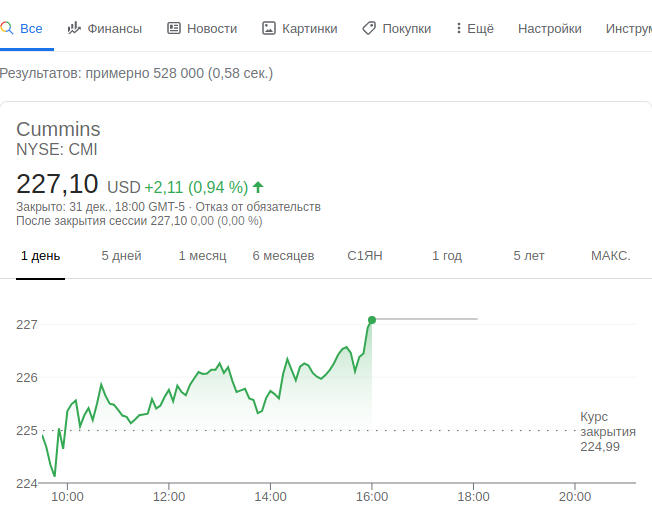 Все Финансы Новости Картинки Покупки Ещё Настройки Инструм
Результатов: примерно 528 000 (0,58 сек.)
Cummins
NYSE: CMI
227,10 USD +2,11 (0,94 %)
Закрыто: 31 дек., 18:00 GMT-5 · Отказ от обязательств
После закрытия сессии 227,10 0,00 (0,00 %)
1 день 5 дней 1 месяц 6 месяцев С1ЯН 1 год 5 лет МАКС.
227
226
225
224
Курс
закрытия
224,99
10:00 12:00 14:00 16:00 18:00 20:00